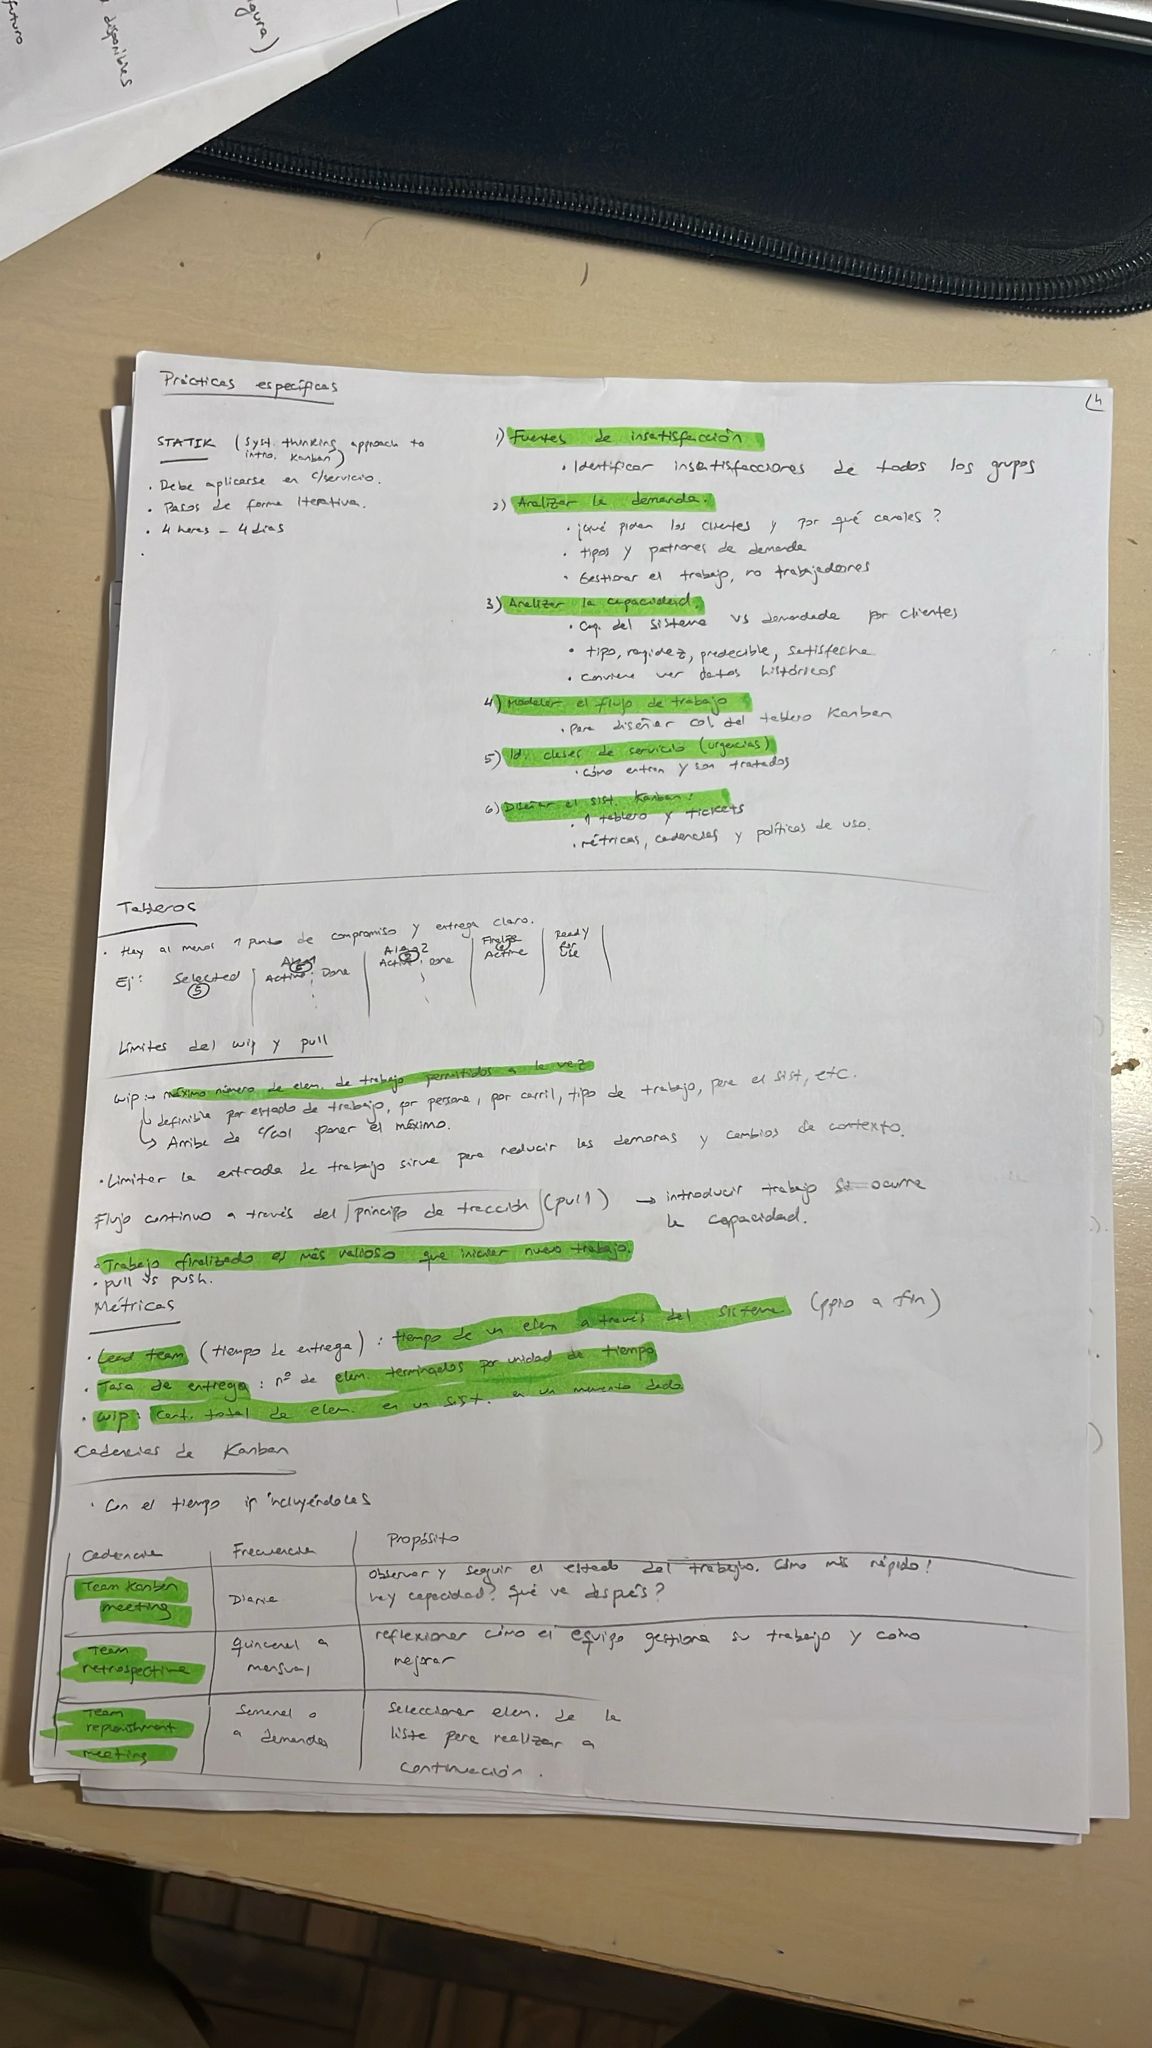 futuro
disponibles
igura)
4
Prácticas específicas
STATIK (syst. thinking approach to
intro. Kanban)
· Debe aplicarse en c/servicio.
· Pasos de forma iterativa.
· 4 horas - 4 días
·
1) Fuentes de insatisfacción
· Identificar insatisfacciones de todos los grupos
2) Analizar la demanda.
· ¿Qué piden los clientes y por qué canales?
· tipos y patrones de demanda
· Gestionar el trabajo, no trabajadores
3) Analizar la capacidad.
· Cap. del sistema vs demandada por clientes
· tipo, rapidez, predecible, satisfecha
· conviene ver datos históricos
4) Modelar el flujo de trabajo
· Para diseñar col. del tablero Kanban
5) Id. clases de servicio (urgencias)
· cómo entran y son tratados
6) Diseñar el sist. Kanban:
· 1 tablero y tickets
· métricas, cadencias y políticas de uso.
Tableros
· Hay al menos 1 punto de compromiso y entrega claro.
Ej: Selected 5
Active Done
2
Active Done
Finalize
Active
Ready
for
use
Límites del wip y pull
wip: → máximo número de elem. de trabajo permitidos a la vez
↳ definible por estado de trabajo, por persona, por carril, tipo de trabajo, para el sist, etc.
↳ Arriba de c/col poner el máximo.
· Limitar la entrada de trabajo sirve para reducir las demoras y cambios de contexto.
Flujo continuo a través del principio de tracción (pull) → introducir trabajo si ocurre
la capacidad.
· Trabajo finalizado es más valioso que iniciar nuevo trabajo.
· pull vs push.
Métricas
· Lead team (tiempo de entrega) : tiempo de un elem a través del sistema (ppio a fin)
· Tasa de entrega : nº de elem. terminados por unidad de tiempo
· wip: cant. total de elem. en un sist. en un momento dado
Cadencias de Kanban
· Con el tiempo ir incluyéndolas
Cadencia Frecuencia Propósito
Team Kanban
meeting
Diaria
Observar y seguir el estado del trabajo. Cómo más rápido?
hay capacidad? Qué va después?
Team
retrospective
quincenal a
mensual
reflexionar cómo el equipo gestiona su trabajo y como
mejorar
Team
replenishment
meeting
Semanal o
a demanda
Seleccionar elem. de la
lista para realizar a
continuación.